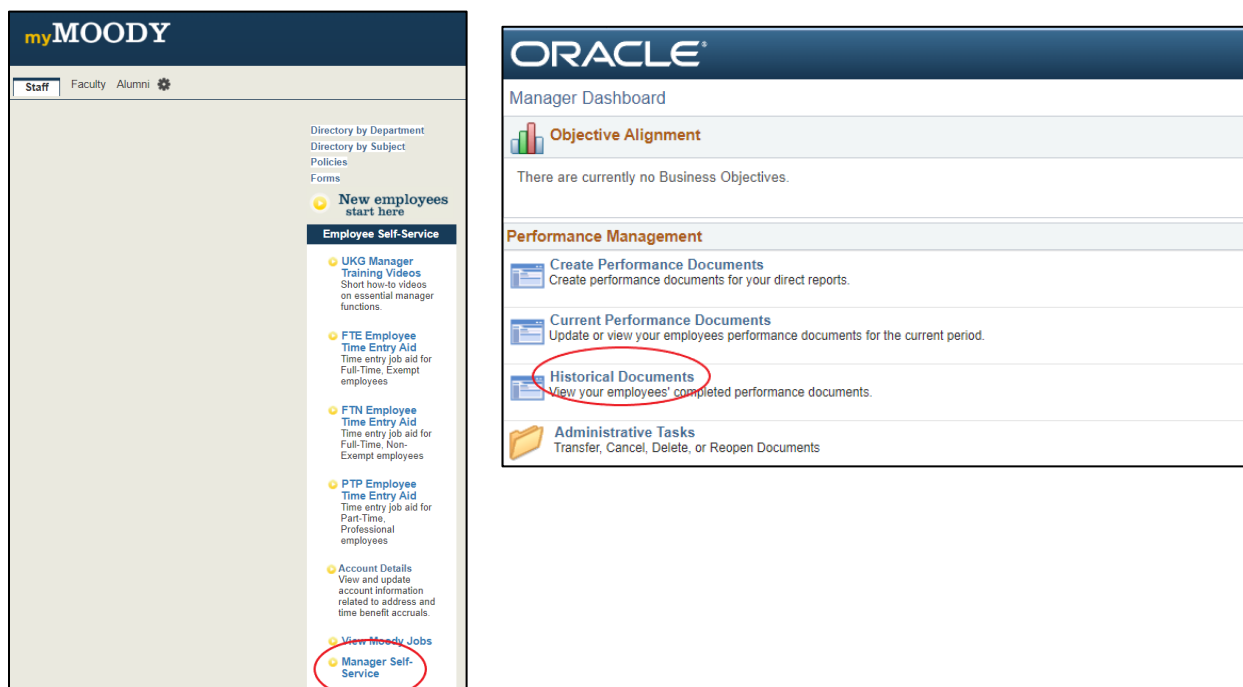 myMOODY
Staff Faculty Alumni
Directory by Department
Directory by Subject
Policies
Forms
New employees
start here
Employee Self-Service
UKG Manager
Training Videos
Short how-to videos
on essential manager
functions.
FTE Employee
Time Entry Aid
Time entry job aid for
Full-Time, Exempt
employees
FTN Employee
Time Entry Aid
Time entry job aid for
Full-Time, Non-
Exempt employees
PTP Employee
Time Entry Aid
Time entry job aid for
Part-Time,
Professional
employees
Account Details
View and update
account information
related to address and
time benefit accruals.
View Moody Jobs
Manager Self-
Service
ORACLE
Manager Dashboard
Objective Alignment
There are currently no Business Objectives.
Performance Management
Create Performance Documents
Create performance documents for your direct reports.
Current Performance Documents
Update or view your employees performance documents for the current period.
Historical Documents
View your employees' completed performance documents.
Administrative Tasks
Transfer, Cancel, Delete, or Reopen Documents